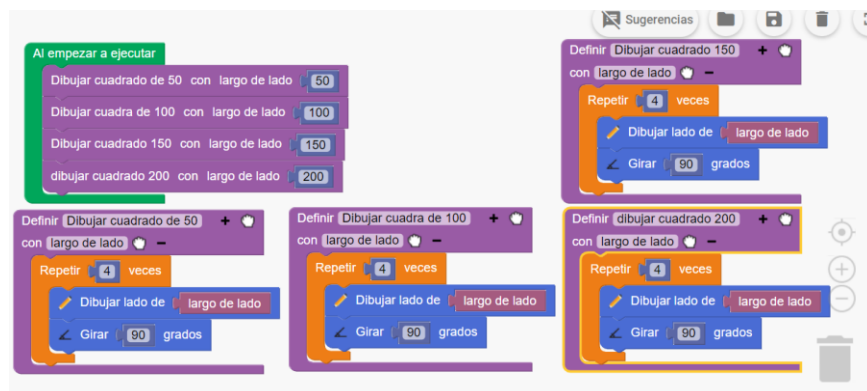 Sugerencias
Al empezar a ejecutar
Dibujar cuadrado de 50 con largo de lado 50
Dibujar cuadra de 100 con largo de lado 100
Dibujar cuadrado 150 con largo de lado 150
dibujar cuadrado 200 con largo de lado 200
Definir Dibujar cuadrado 150 +
con largo de lado −
Repetir 4 veces
Dibujar lado de largo de lado
Girar 90 grados
Definir Dibujar cuadrado de 50 +
con largo de lado −
Repetir 4 veces
Dibujar lado de largo de lado
Girar 90 grados
Definir Dibujar cuadra de 100 +
con largo de lado −
Repetir 4 veces
Dibujar lado de largo de lado
Girar 90 grados
Definir dibujar cuadrado 200 +
con largo de lado −
Repetir 4 veces
Dibujar lado de largo de lado
Girar 90 grados